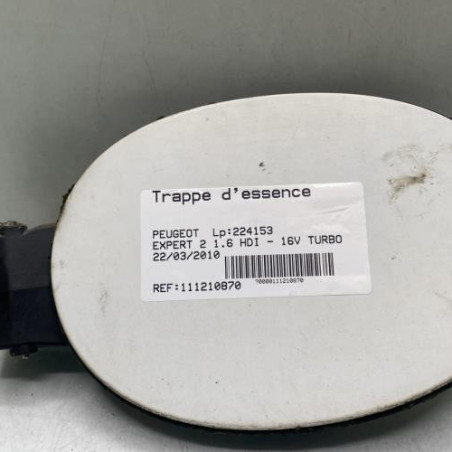 Trappe d'essence
PEUGEOT Lp:224153
EXPERT 2 1.6 HDI - 16V TURBO
22/03/2010
REF:111210870